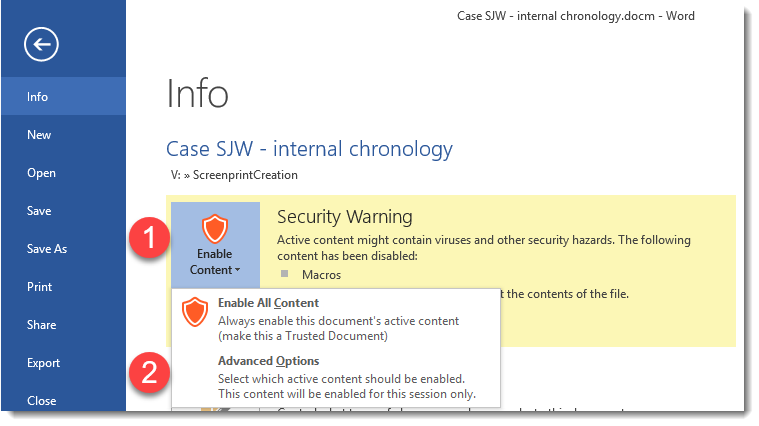 Case SJW - internal chronology.docm - Word
Info
New
Open
Save
Save As
Print
Share
Export
Close
Info
Case SJW - internal chronology
V: » ScreenprintCreation
1
Enable
Content
Security Warning
Active content might contain viruses and other security hazards. The following
content has been disabled:
Macros
t the contents of the file.
Enable All Content
Always enable this document's active content
(make this a Trusted Document)
2
Advanced Options
Select which active content should be enabled.
This content will be enabled for this session only.